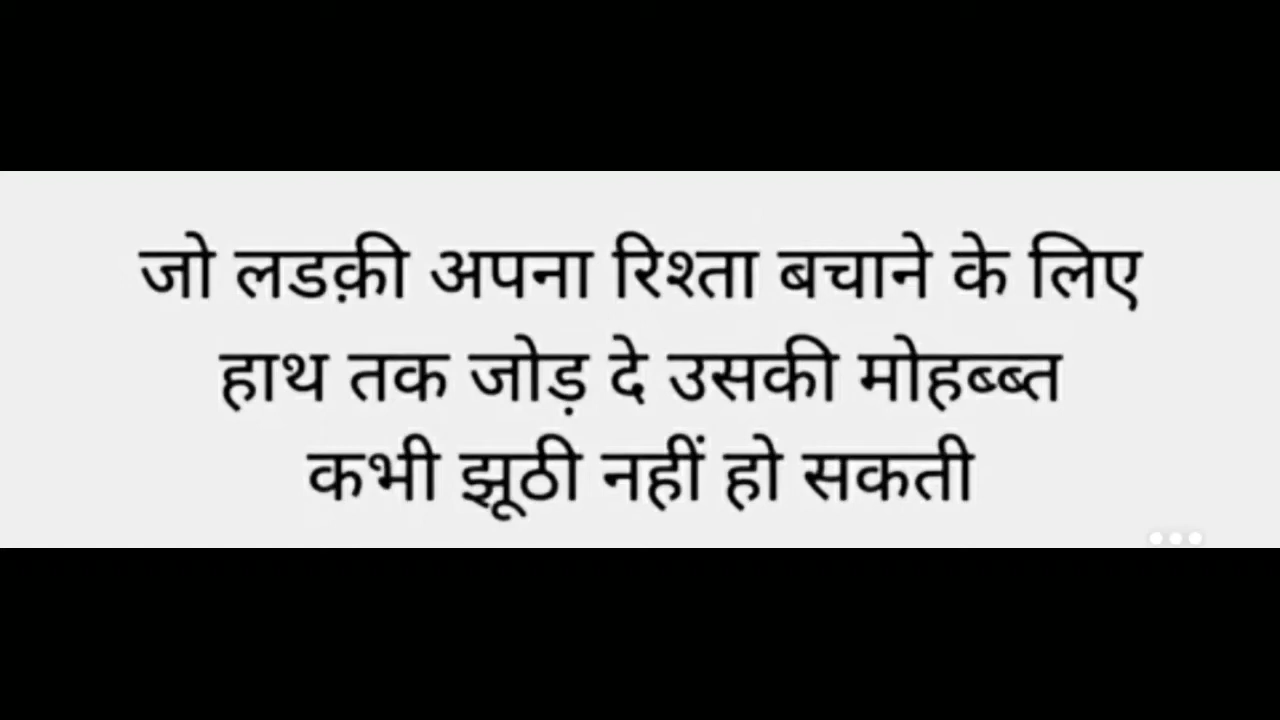 जो लडक़ी अपना रिश्ता बचाने के लिए
हाथ तक जोड़ दे उसकी मोहब्ब्त
कभी झूठी नहीं हो सकती